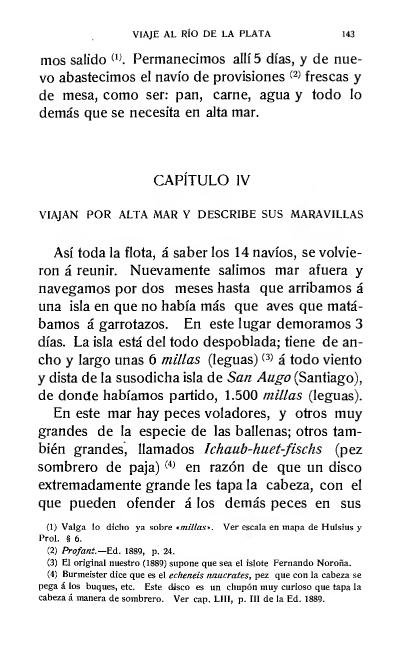 VIAJE AL RÍO DE LA PLATA 143
mos salido (1). Permanecimos allí 5 días, y de nue-
vo abastecimos el navío de provisiones (2) frescas y
de mesa, como ser: pan, carne, agua y todo lo
demás que se necesita en alta mar.
CAPÍTULO IV
VIAJAN POR ALTA MAR Y DESCRIBE SUS MARAVILLAS
Así toda la flota, á saber los 14 navíos, se volvie-
ron á reunir. Nuevamente salimos mar afuera y
navegamos por dos meses hasta que arribamos á
una isla en que no había más que aves que matá-
bamos á garrotazos. En este lugar demoramos 3
días. La isla está del todo despoblada; tiene de an-
cho y largo unas 6 millas (leguas) (3) á todo viento
y dista de la susodicha isla de San Augo (Santiago),
de donde habíamos partido, 1.500 millas (leguas).
En este mar hay peces voladores, y otros muy
grandes de la especie de las ballenas; otros tam-
bién grandes, llamados Ichaub-huet-fischs (pez
sombrero de paja) (4) en razón de que un disco
extremadamente grande les tapa la cabeza, con el
que pueden ofender á los demás peces en sus
(1) Valga lo dicho ya sobre «millas». Ver escala en mapa de Hulsius y
Prol. § 6.
(2) Profant.—Ed. 1889, p. 24.
(3) El original nuestro (1889) supone que sea el islote Fernando Noroña.
(4) Burmeister dice que es el echeneis naucrates, pez que con la cabeza se
pega á los buques, etc. Este disco es un chupón muy curioso que tapa la
cabeza á manera de sombrero. Ver cap. LIII, p. III de la Ed. 1889.